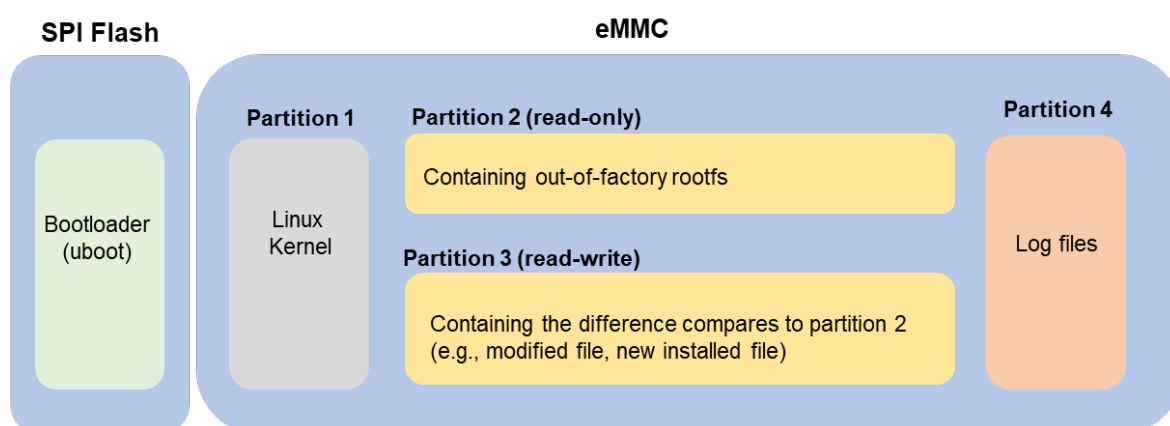 SPI Flash
eMMC
Partition 1
Partition 2 (read-only)
Partition 4
Containing out-of-factory rootfs
Bootloader
(uboot)
Linux
Kernel
Log files
Partition 3 (read-write)
Containing the difference compares to partition 2
(e.g., modified file, new installed file)